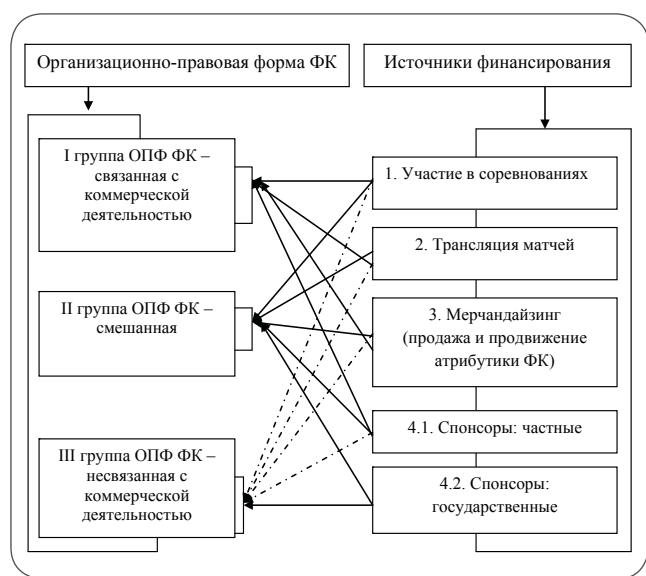 Организационно-правовая форма ФК
Источники финансирования
I группа ОПФ ФК –
связанная с
коммерческой
деятельностью
II группа ОПФ ФК –
смешанная
III группа ОПФ ФК –
несвязанная с
коммерческой
деятельностью
1. Участие в соревнованиях
2. Трансляция матчей
3. Мерчандайзинг
(продажа и продвижение
атрибутики ФК)
4.1. Спонсоры: частные
4.2. Спонсоры:
государственные